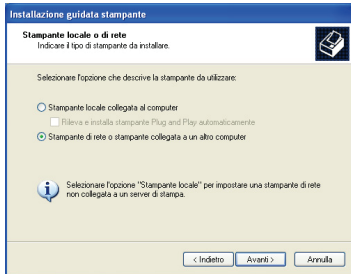 Installazione guidata stampante
Stampante locale o di rete
Indicare il tipo di stampante da installare.
Selezionare l'opzione che descrive la stampante da utilizzare:
Stampante locale collegata al computer
Rileva e installa stampante Plug and Play automaticamente
Stampante di rete o stampante collegata a un altro computer
Selezionare l'opzione "Stampante locale" per impostare una stampante di rete
non collegata a un server di stampa.
< Indietro Avanti > Annulla